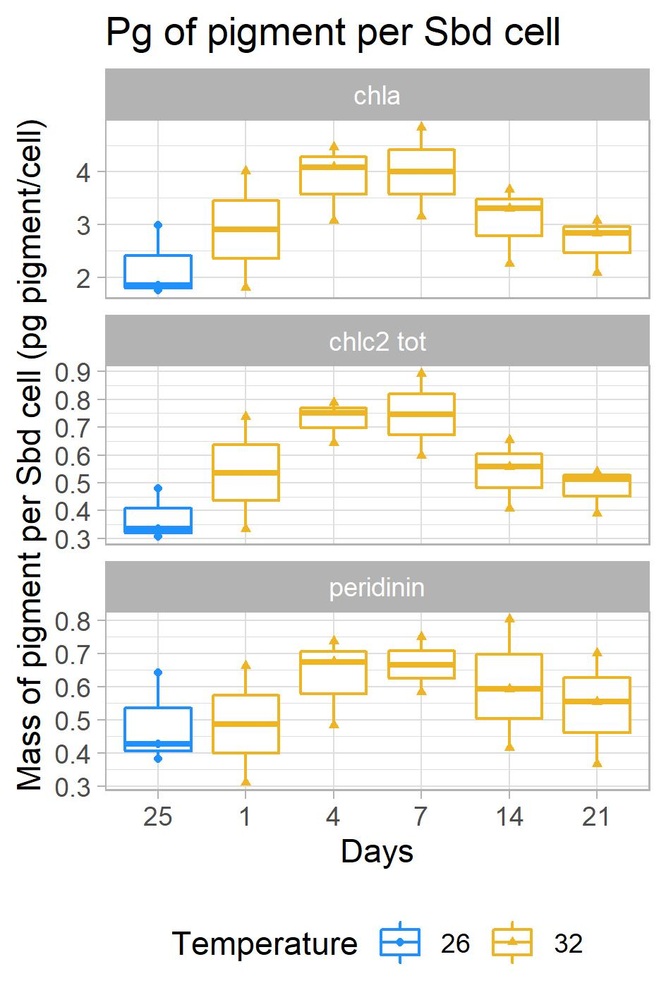 Pg of pigment per Sbd cell
Mass of pigment per Sbd cell (pg pigment/cell)
chla
4
3
2
chlc2 tot
0.9
0.8
0.7
0.6
0.5
0.4
0.3
peridinin
0.8
0.7
0.6
0.5
0.4
0.3
25 1 4 7 14 21
Days
Temperature 26 32